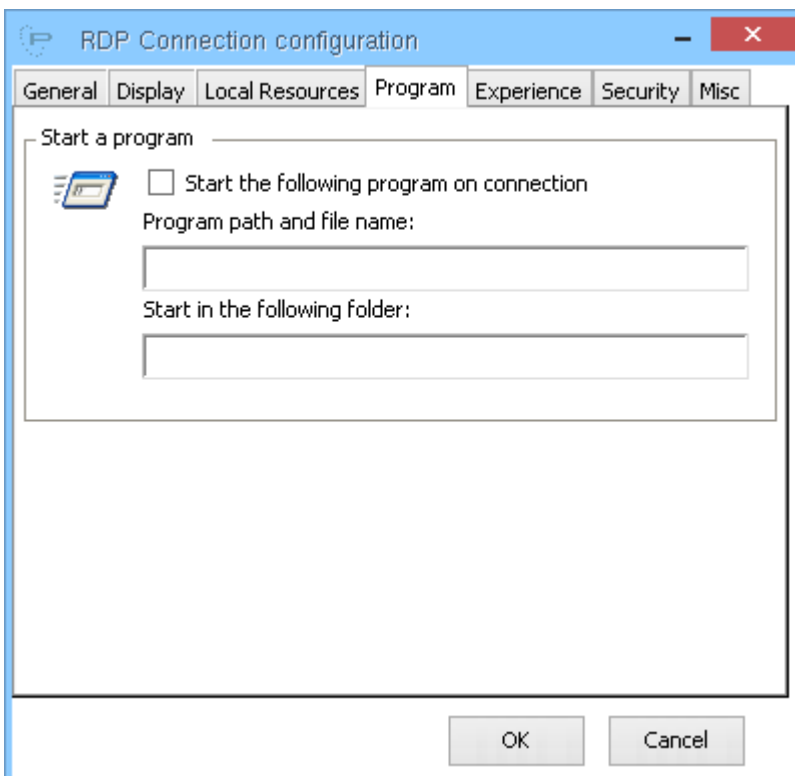 RDP Connection configuration
General Display Local Resources Program Experience Security Misc
Start a program
Start the following program on connection
Program path and file name:
Start in the following folder:
OK Cancel